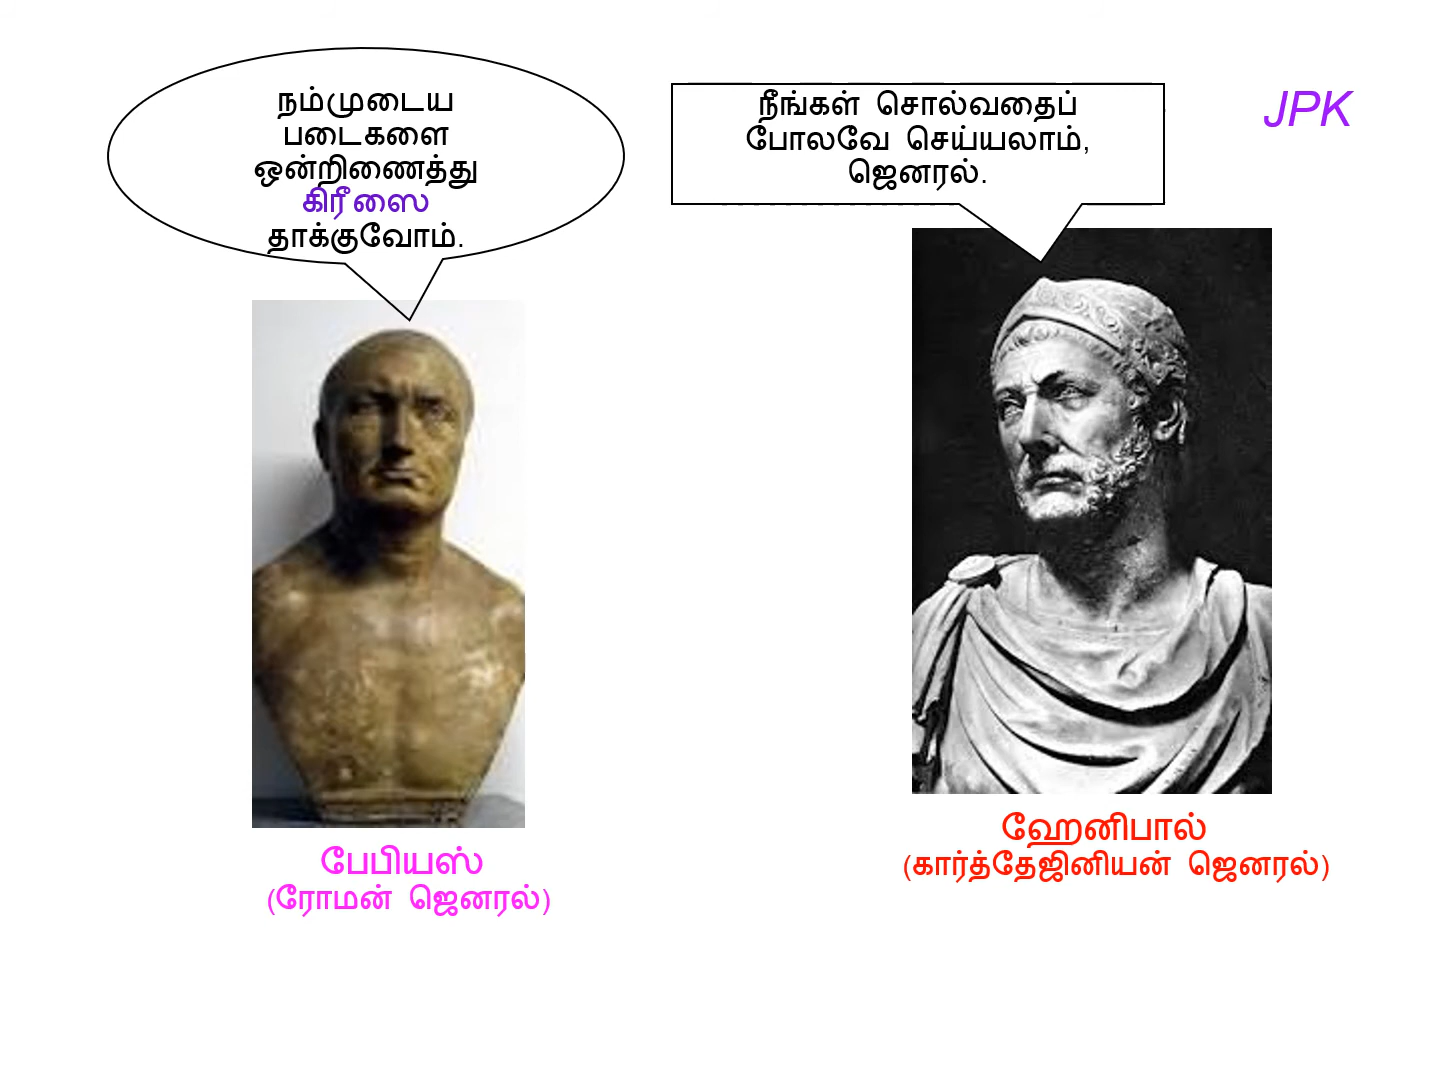 நம்முடைய
படைகளை
ஒன்றிணைத்து
கிரீஸை
தாக்குவோம்.
நீங்கள் சொல்வதைப்
போலவே செய்யலாம்,
ஜெனரல்.
JPK
பேபியஸ்
(ரோமன் ஜெனரல்)
ஹேனிபால்
(கார்த்தேஜினியன் ஜெனரல்)